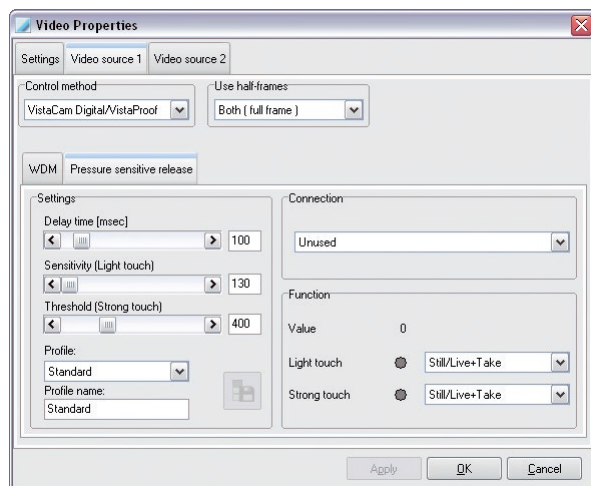 Video Properties
Settings Video source 1 Video source 2
Control method
VistaCam Digital/VistaProof
Use half-frames
Both ( full frame )
WDM Pressure sensitive release
Settings
Delay time [msec]
100
Sensitivity (Light touch)
130
Threshold (Strong touch)
400
Profile:
Standard
Profile name:
Standard
Connection
Unused
Function
Value 0
Light touch Still/Live+Take
Strong touch Still/Live+Take
Apply OK Cancel